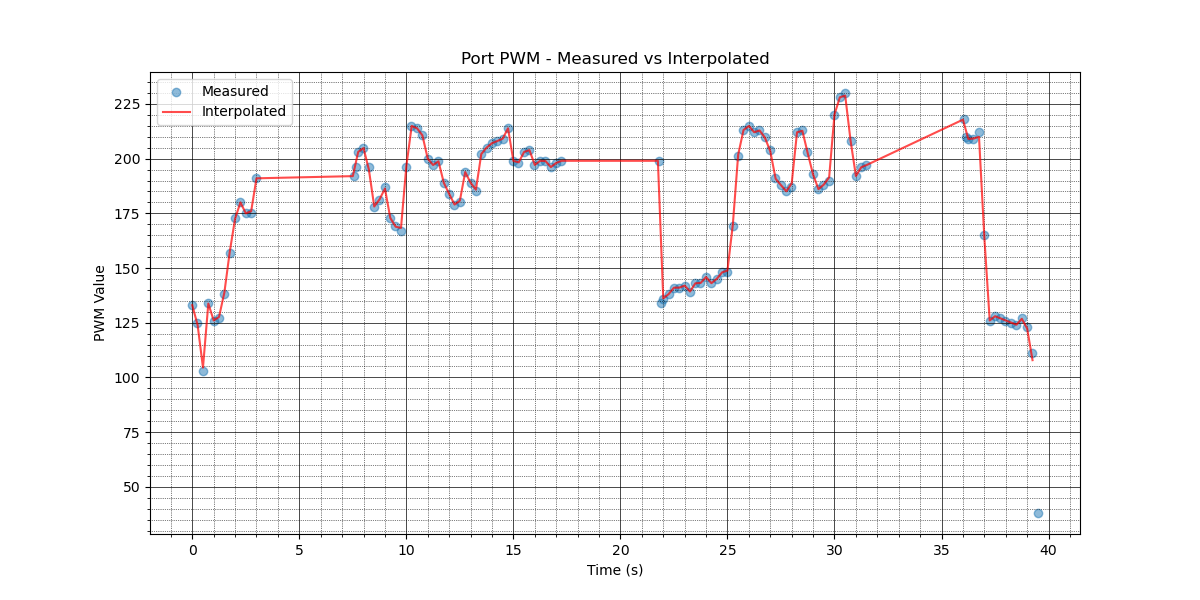 Port PWM - Measured vs Interpolated
Measured
Interpolated
PWM Value
225
200
175
150
125
100
75
50
0 5 10 15 20 25 30 35 40
Time (s)